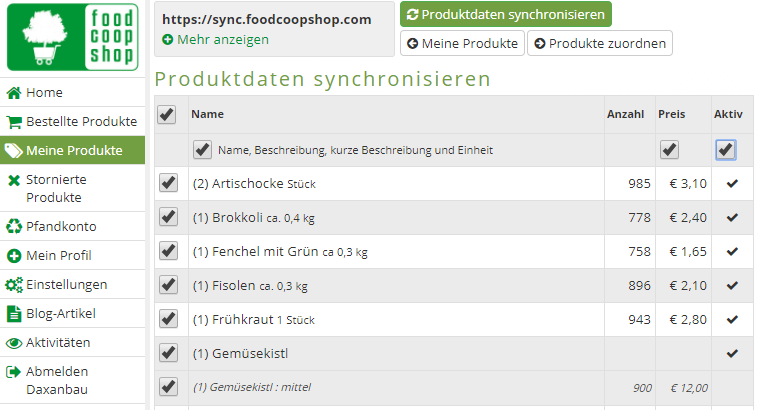 food
coop
shop
Home
Bestellte Produkte
Meine Produkte
Stornierte
Produkte
Pfandkonto
Mein Profil
Einstellungen
Blog-Artikel
Aktivitäten
Abmelden
Daxanbau
https://sync.foodcoopshop.com
Mehr anzeigen
Produktdaten synchronisieren
Meine Produkte
Produkte zuordnen
Produktdaten synchronisieren
Name Anzahl Preis Aktiv
Name, Beschreibung, kurze Beschreibung und Einheit
(2) Artischocke Stück 985 € 3,10
(1) Brokkoli ca. 0,4 kg 778 € 2,40
(1) Fenchel mit Grün ca 0,3 kg 758 € 1,65
(1) Fisolen ca. 0,3 kg 896 € 2,10
(1) Frühkraut 1 Stück 943 € 2,80
(1) Gemüsekistl
(1) Gemüsekistl : mittel 900 € 12,00